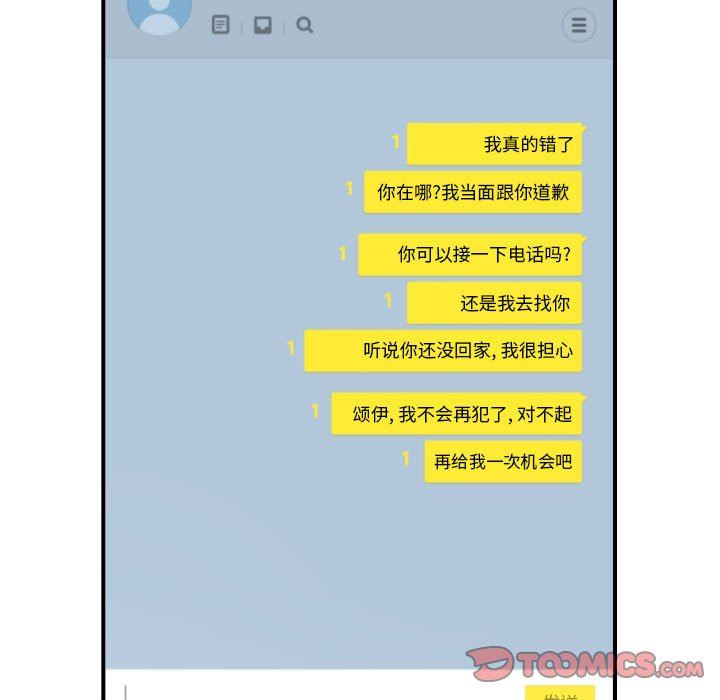 1 我真的错了
1 你在哪?我当面跟你道歉
1 你可以接一下电话吗?
1 还是我去找你
1 听说你还没回家, 我很担心
1 颂伊, 我不会再犯了, 对不起
1 再给我一次机会吧
TOOMICS.COM
发送